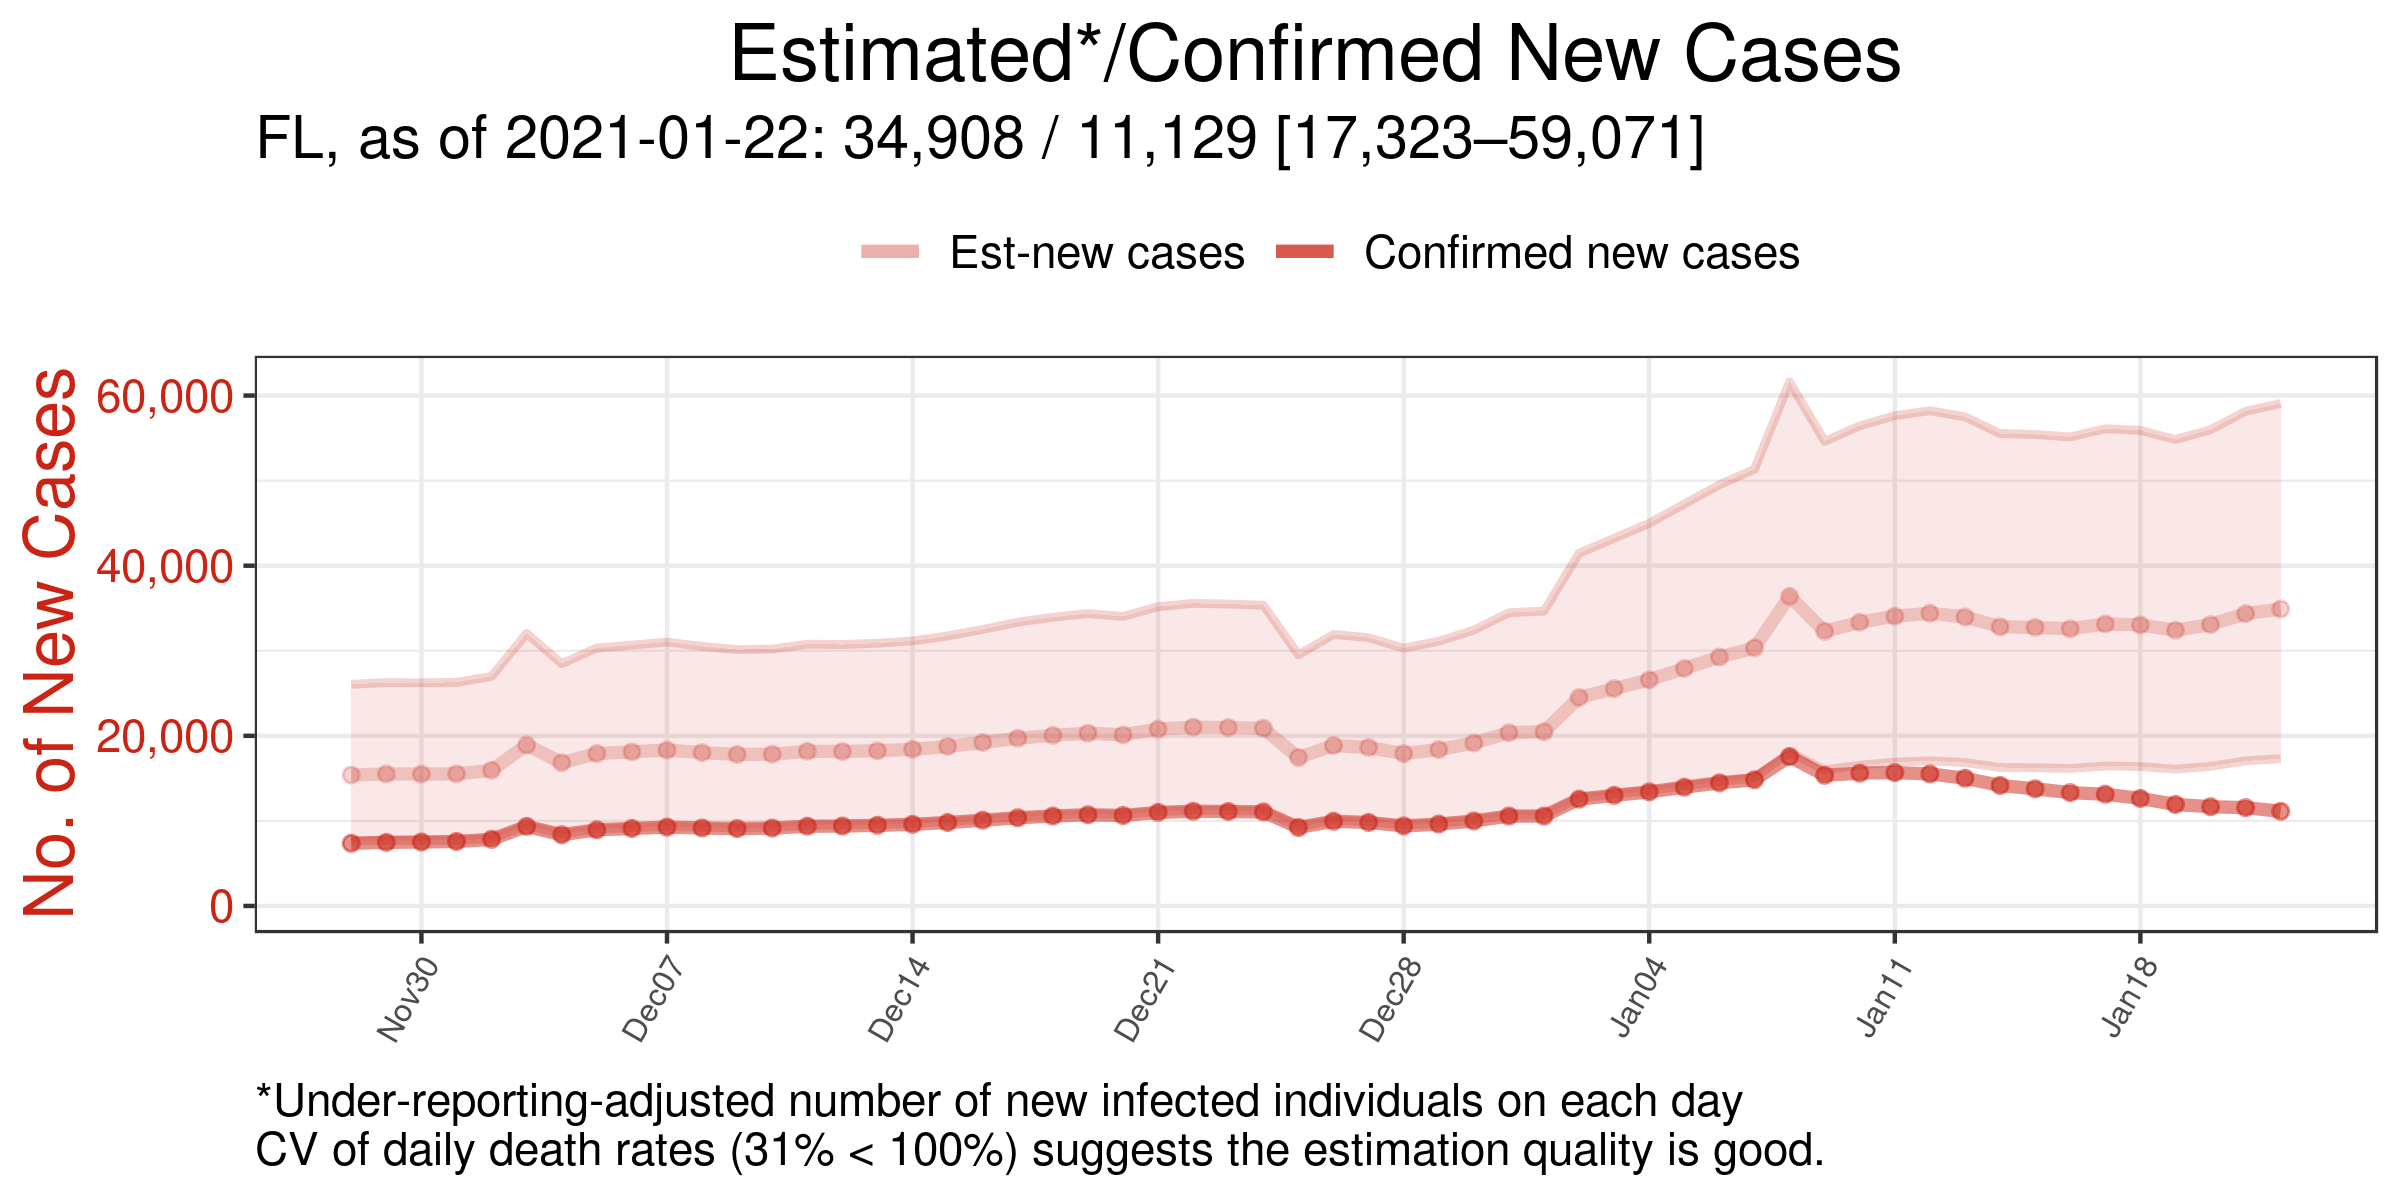 Estimated*/Confirmed New Cases
FL, as of 2021-01-22: 34,908 / 11,129 [17,323–59,071]
Est-new cases Confirmed new cases
No. of New Cases
60,000
40,000
20,000
0
Nov30 Dec07 Dec14 Dec21 Dec28 Jan04 Jan11 Jan18
*Under-reporting-adjusted number of new infected individuals on each day
CV of daily death rates (31% < 100%) suggests the estimation quality is good.